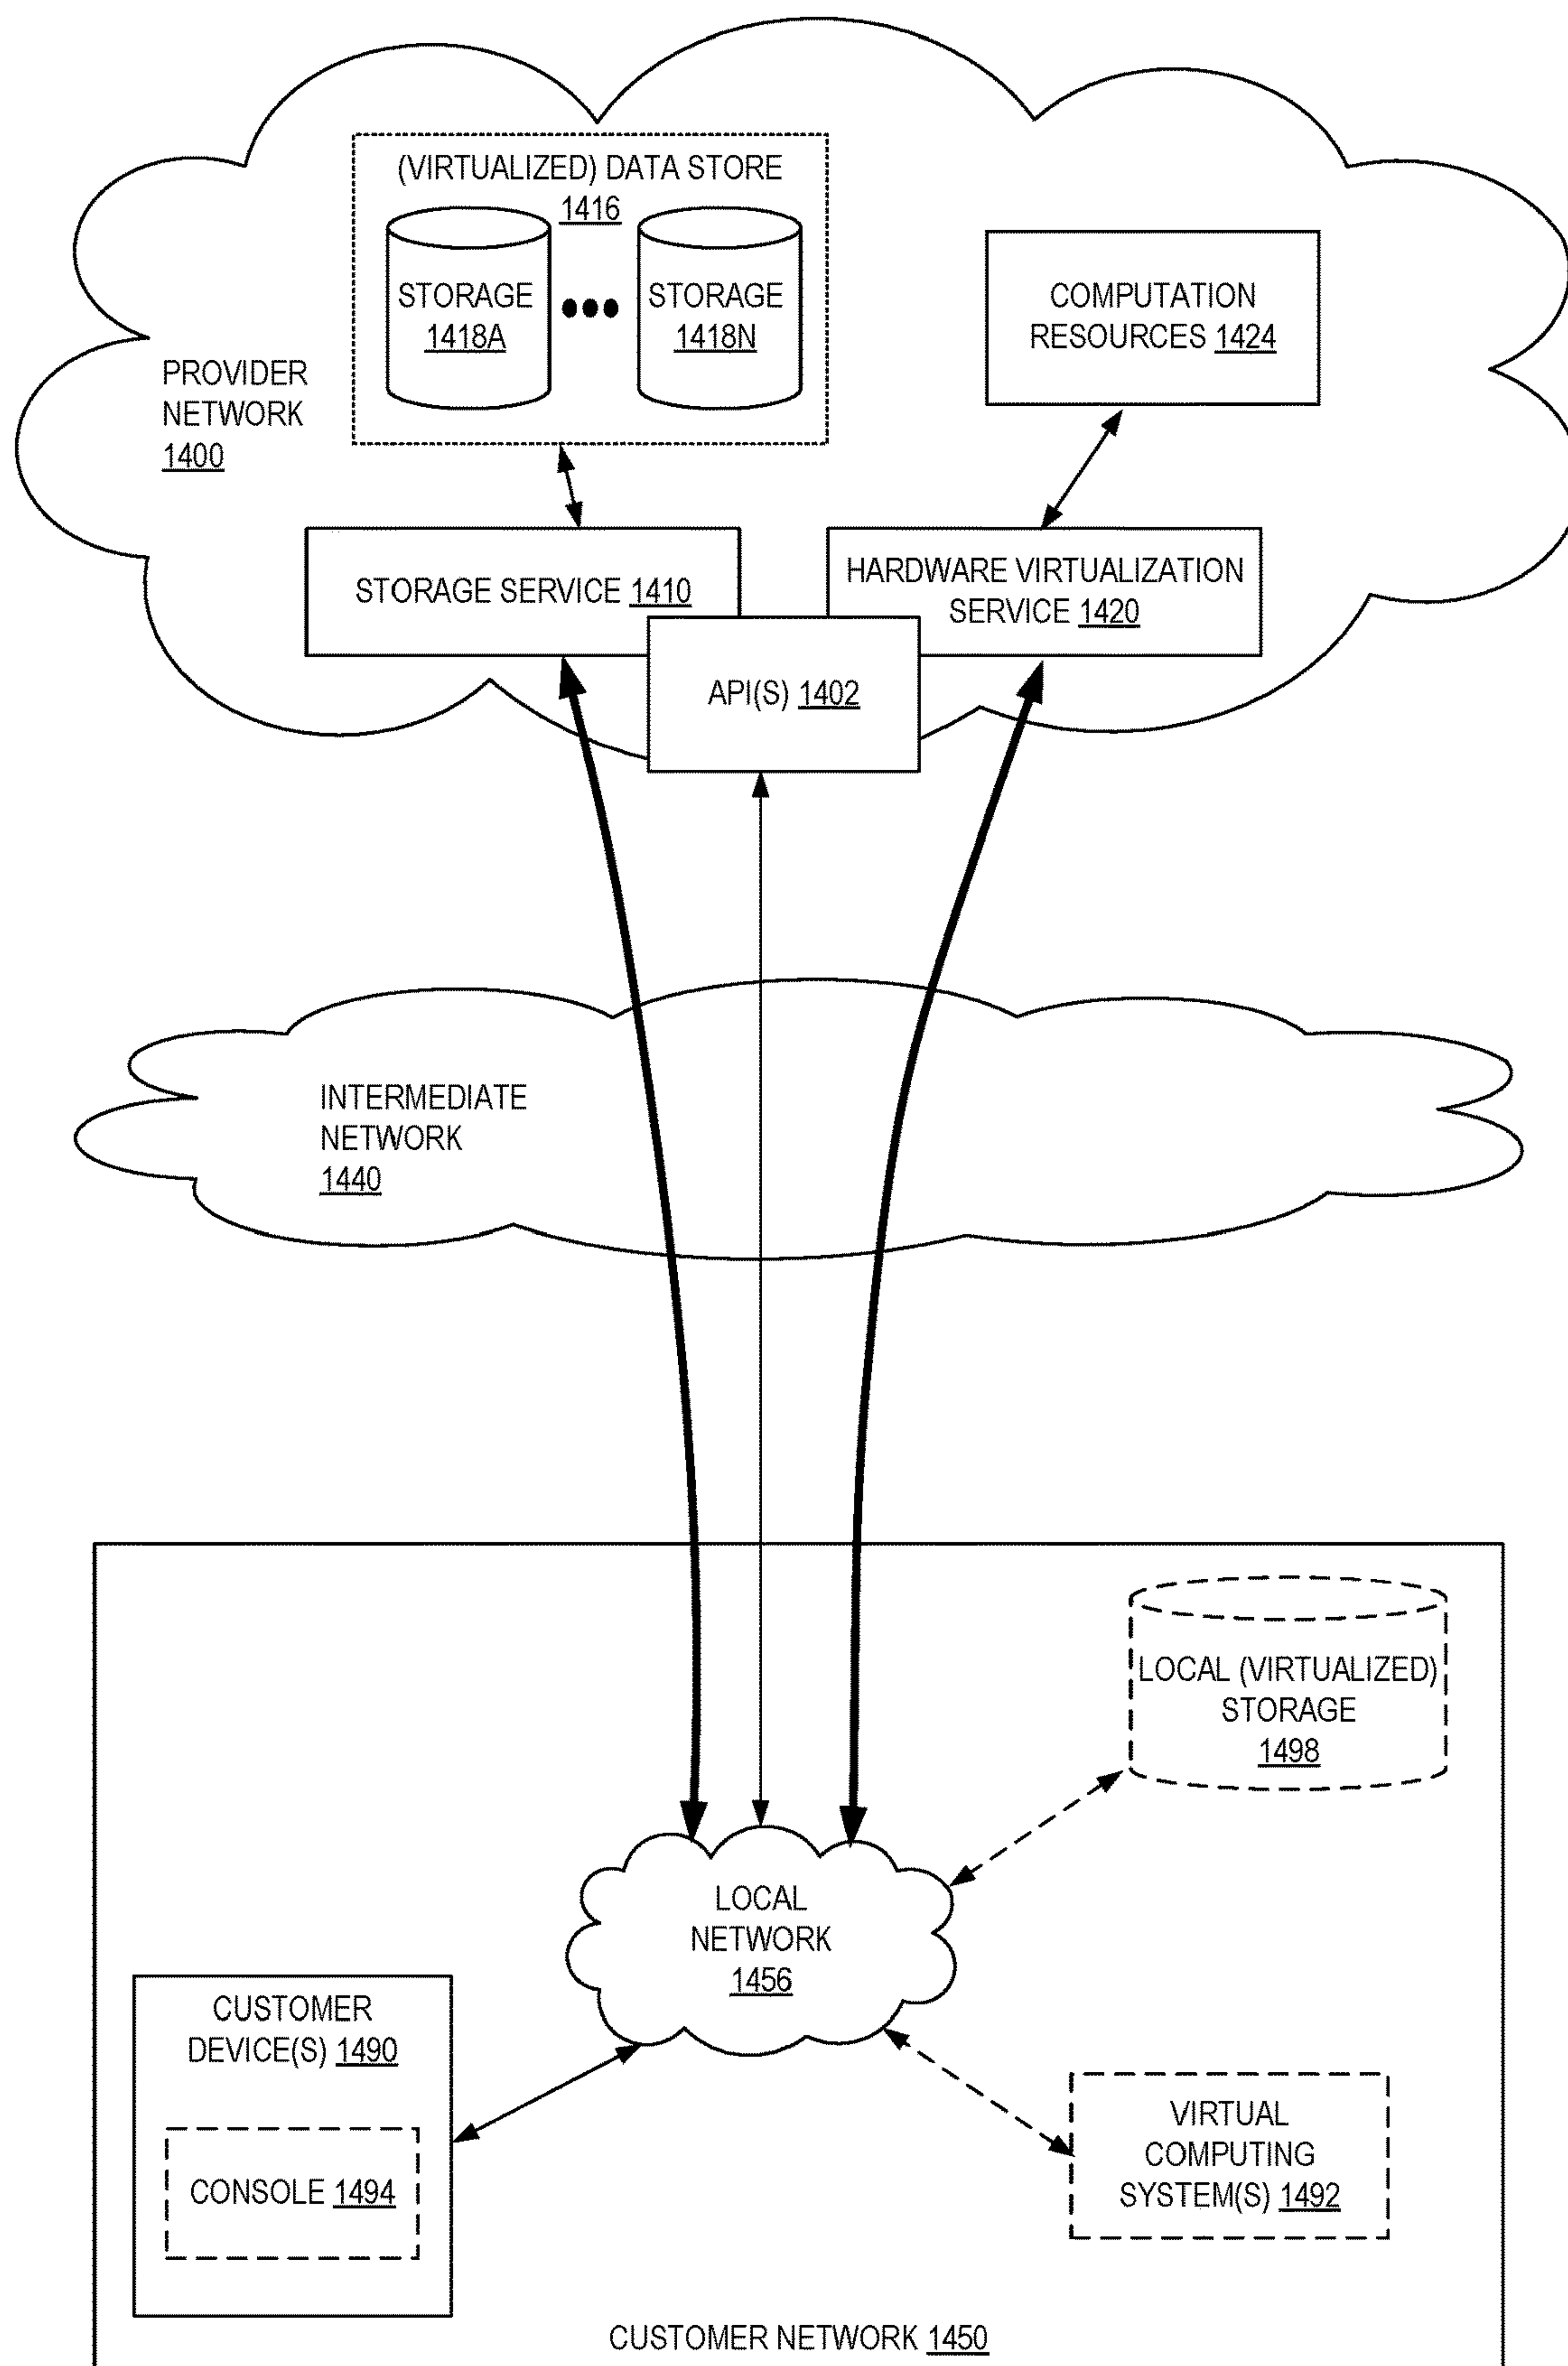 (VIRTUALIZED) DATA STORE
1416
STORAGE
1418A
STORAGE
1418N
COMPUTATION
RESOURCES 1424
PROVIDER
NETWORK
1400
STORAGE SERVICE 1410
HARDWARE VIRTUALIZATION
SERVICE 1420
API(S) 1402
INTERMEDIATE
NETWORK
1440
LOCAL (VIRTUALIZED)
STORAGE
1498
LOCAL
NETWORK
1456
CUSTOMER
DEVICE(S) 1490
CONSOLE 1494
VIRTUAL
COMPUTING
SYSTEM(S) 1492
CUSTOMER NETWORK 1450